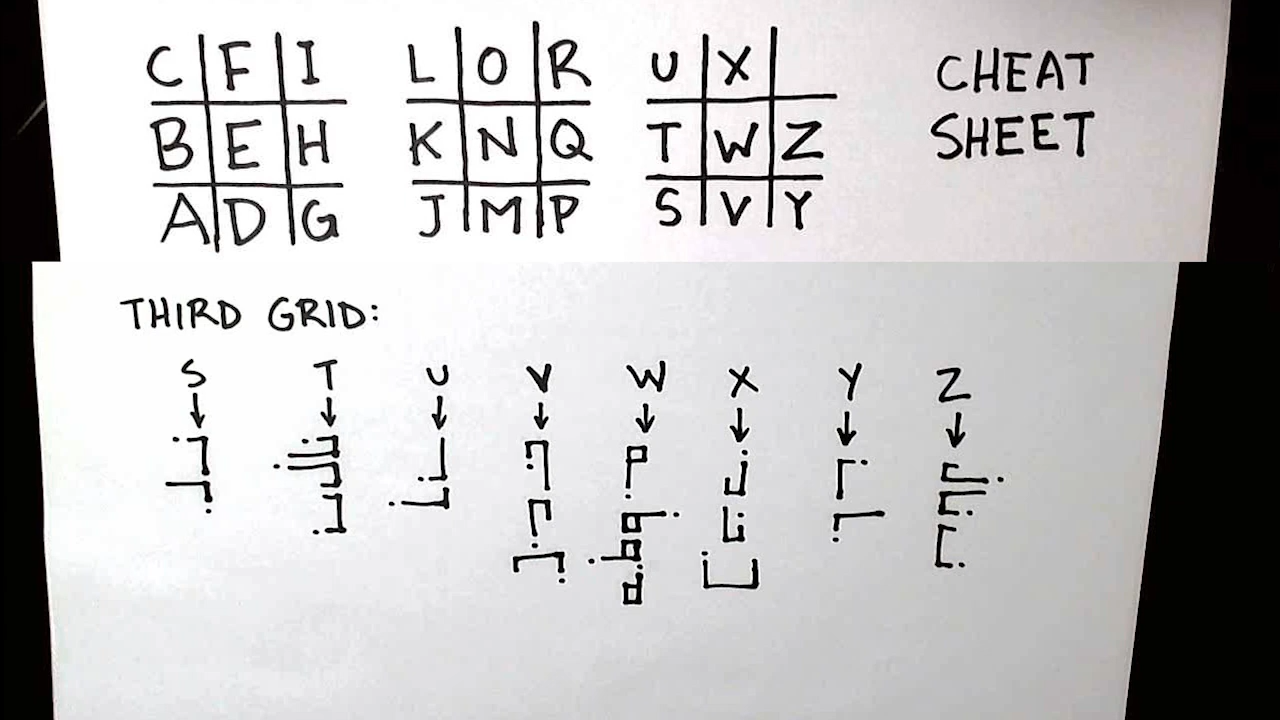 C F I L O R U X CHEAT
B E H K N Q T W Z SHEET
A D G J M P S V Y
THIRD GRID:
S T U V W X Y Z